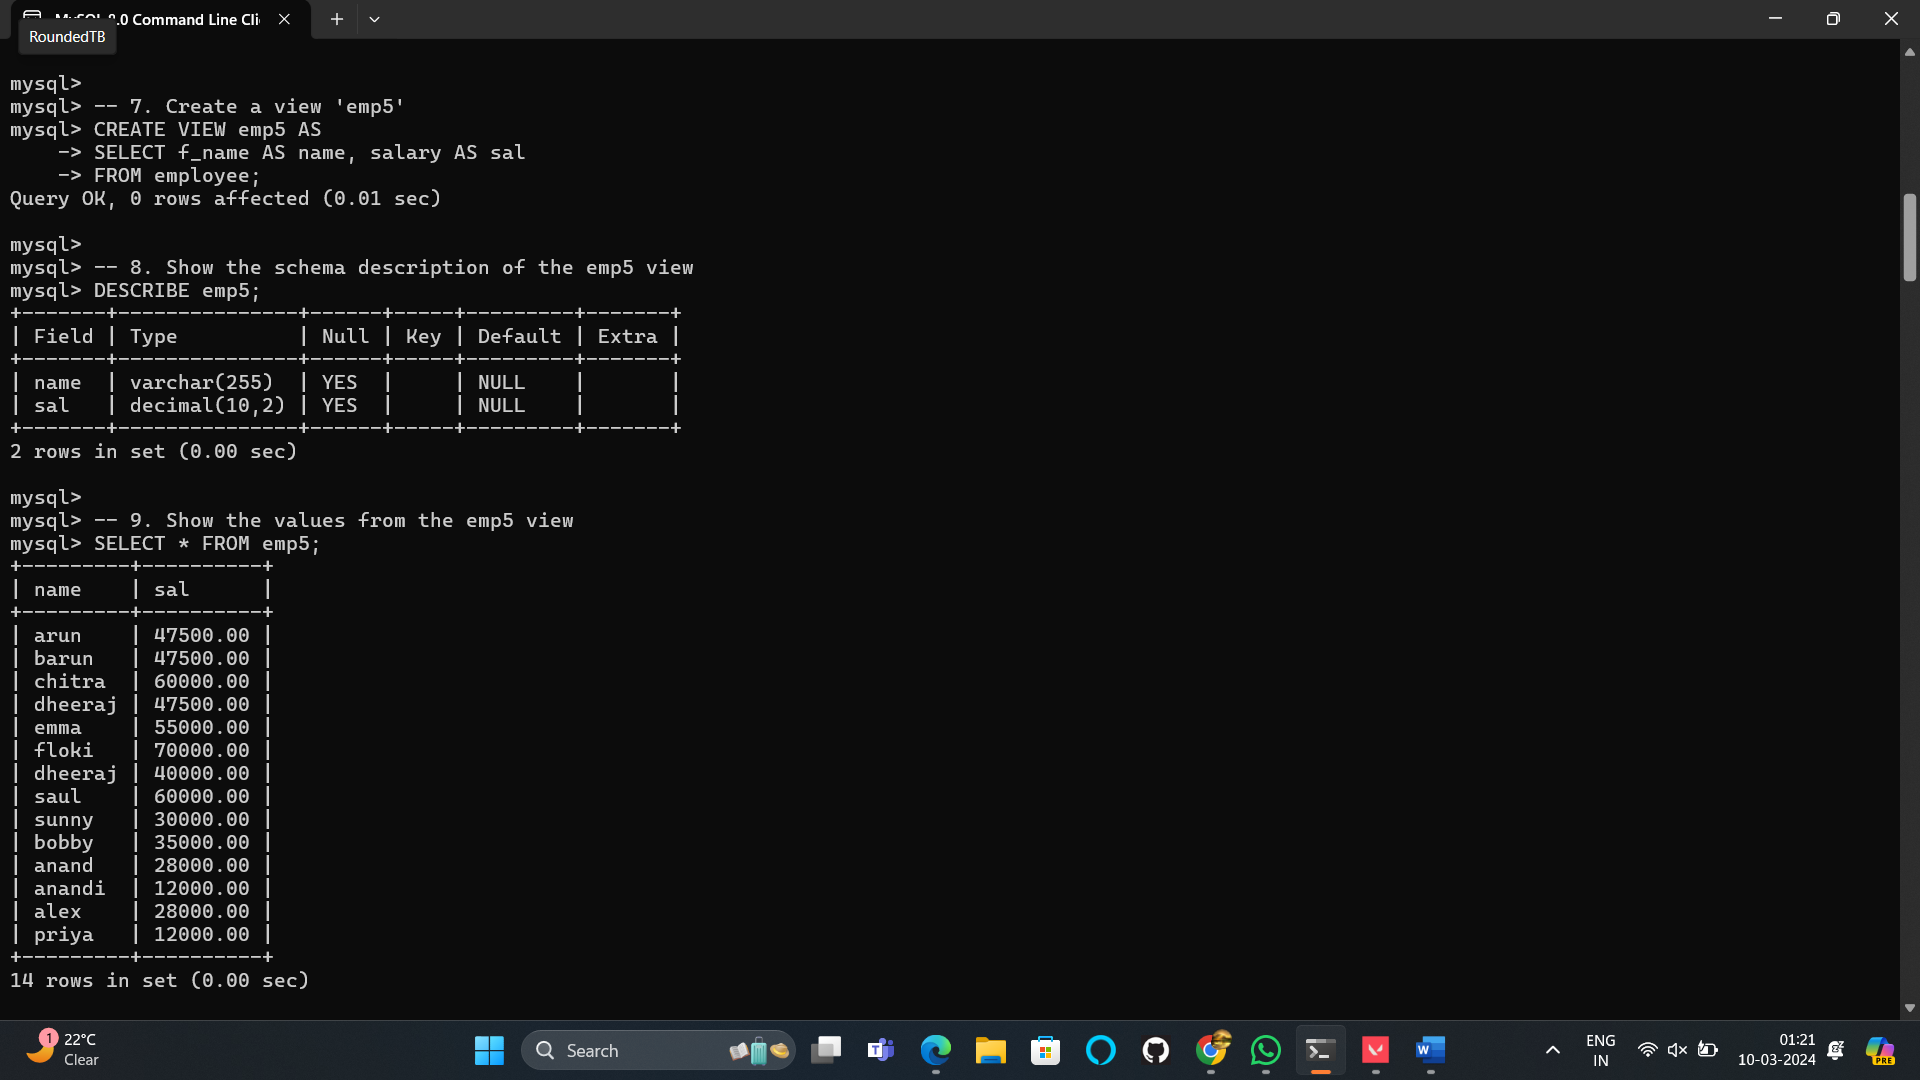 MySQL 8.0 Command Line Cli
RoundedTB
mysql>
mysql> -- 7. Create a view 'emp5'
mysql> CREATE VIEW emp5 AS
    -> SELECT f_name AS name, salary AS sal
    -> FROM employee;
Query OK, 0 rows affected (0.01 sec)
mysql>
mysql> -- 8. Show the schema description of the emp5 view
mysql> DESCRIBE emp5;
+-------+---------------+------+-----+---------+-------+
| Field | Type          | Null | Key | Default | Extra |
+-------+---------------+------+-----+---------+-------+
| name  | varchar(255)  | YES  |     | NULL    |       |
| sal   | decimal(10,2) | YES  |     | NULL    |       |
+-------+---------------+------+-----+---------+-------+
2 rows in set (0.00 sec)
mysql>
mysql> -- 9. Show the values from the emp5 view
mysql> SELECT * FROM emp5;
+---------+----------+
| name    | sal      |
+---------+----------+
| arun    | 47500.00 |
| barun   | 47500.00 |
| chitra  | 60000.00 |
| dheeraj | 47500.00 |
| emma    | 55000.00 |
| floki   | 70000.00 |
| dheeraj | 40000.00 |
| saul    | 60000.00 |
| sunny   | 30000.00 |
| bobby   | 35000.00 |
| anand   | 28000.00 |
| anandi  | 12000.00 |
| alex    | 28000.00 |
| priya   | 12000.00 |
+---------+----------+
14 rows in set (0.00 sec)
1
22°C
Clear
Search
T
W
ENG
IN
01:21
10-03-2024
PRE